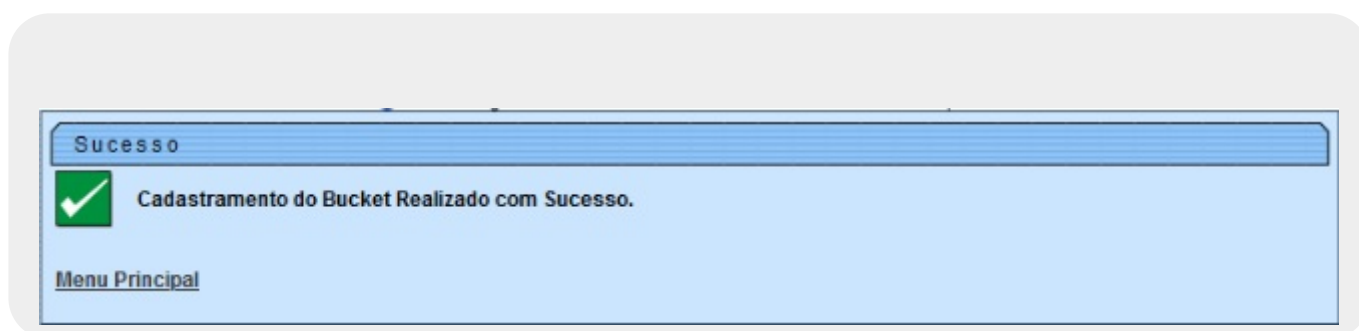 Sucesso
Cadastramento do Bucket Realizado com Sucesso.
Menu Principal